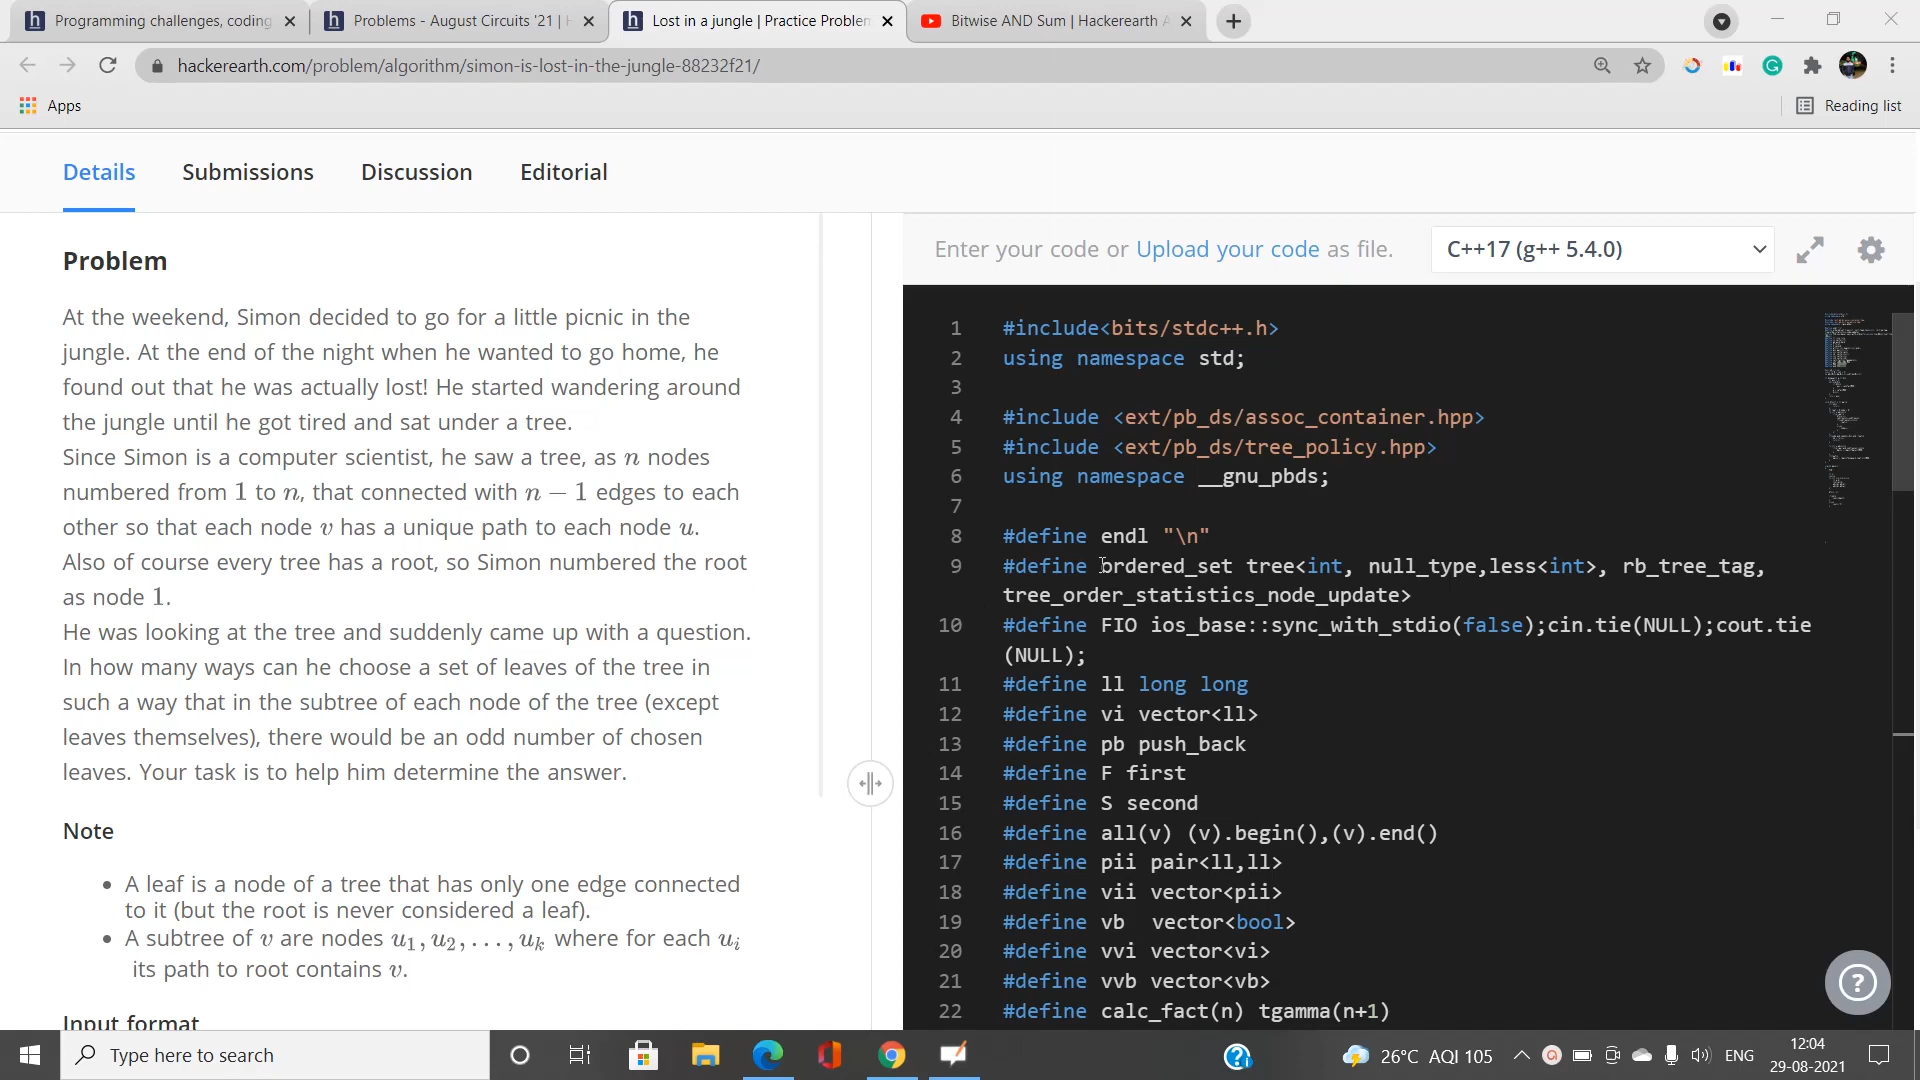 Programming challenges, coding
Problems - August Circuits '21 | H
Lost in a jungle | Practice Problem
Bitwise AND Sum | Hackerearth A
hackerearth.com/problem/algorithm/simon-is-lost-in-the-jungle-88232f21/
Apps
Reading list
Details
Submissions
Discussion
Editorial
Problem
At the weekend, Simon decided to go for a little picnic in the
jungle. At the end of the night when he wanted to go home, he
found out that he was actually lost! He started wandering around
the jungle until he got tired and sat under a tree.
Since Simon is a computer scientist, he saw a tree, as n nodes
numbered from 1 to n, that connected with n − 1 edges to each
other so that each node v has a unique path to each node u.
Also of course every tree has a root, so Simon numbered the root
as node 1.
He was looking at the tree and suddenly came up with a question.
In how many ways can he choose a set of leaves of the tree in
such a way that in the subtree of each node of the tree (except
leaves themselves), there would be an odd number of chosen
leaves. Your task is to help him determine the answer.
Note
• A leaf is a node of a tree that has only one edge connected
to it (but the root is never considered a leaf).
• A subtree of v are nodes u1, u2, . . . , uk where for each ui
its path to root contains v.
Input format
Enter your code or Upload your code as file.
C++17 (g++ 5.4.0)
1 #include<bits/stdc++.h>
2 using namespace std;
3
4 #include <ext/pb_ds/assoc_container.hpp>
5 #include <ext/pb_ds/tree_policy.hpp>
6 using namespace __gnu_pbds;
7
8 #define endl "\n"
9 #define ordered_set tree<int, null_type,less<int>, rb_tree_tag,
tree_order_statistics_node_update>
10 #define FIO ios_base::sync_with_stdio(false);cin.tie(NULL);cout.tie
(NULL);
11 #define ll long long
12 #define vi vector<ll>
13 #define pb push_back
14 #define F first
15 #define S second
16 #define all(v) (v).begin(),(v).end()
17 #define pii pair<ll,ll>
18 #define vii vector<pii>
19 #define vb  vector<bool>
20 #define vvi vector<vi>
21 #define vvb vector<vb>
22 #define calc_fact(n) tgamma(n+1)
Type here to search
26°C AQI 105
ENG
12:04
29-08-2021